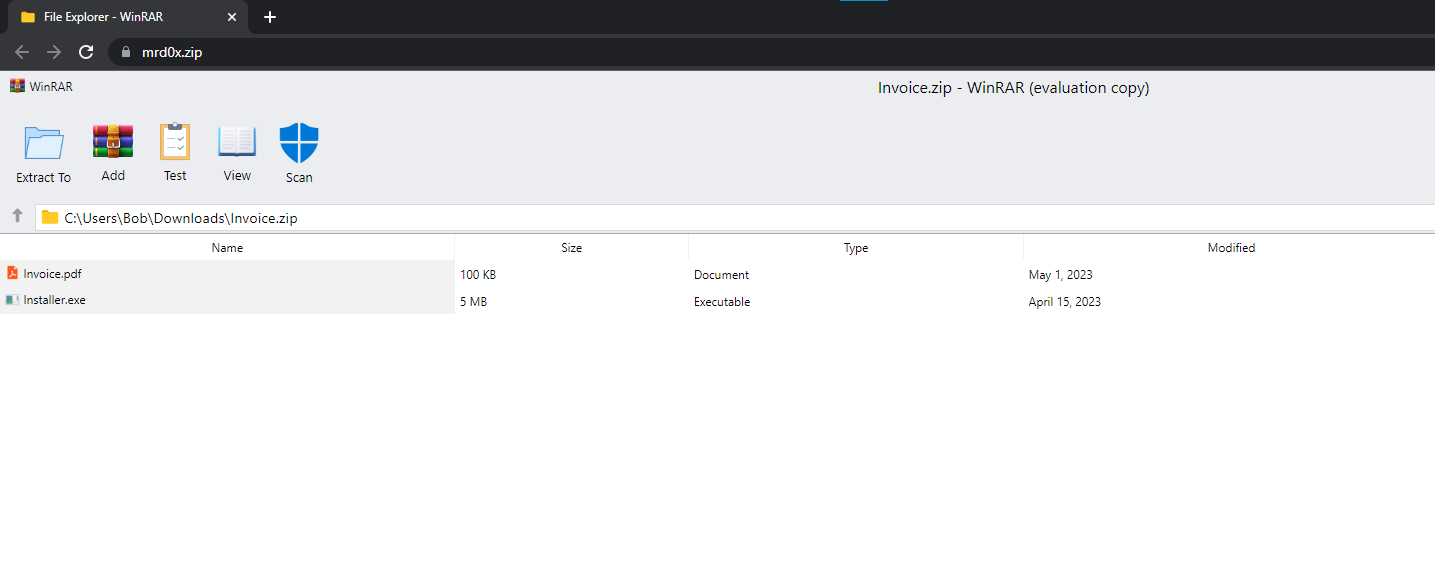 File Explorer - WinRAR
mrd0x.zip
WinRAR
Invoice.zip - WinRAR (evaluation copy)
Extract To Add Test View Scan
C:\Users\Bob\Downloads\Invoice.zip
Name Size Type Modified
Invoice.pdf 100 KB Document May 1, 2023
Installer.exe 5 MB Executable April 15, 2023